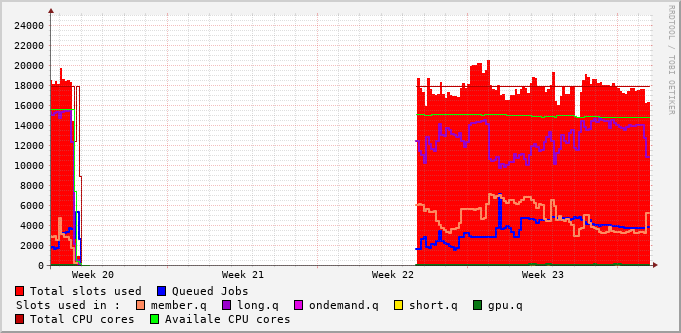 24000
22000
20000
18000
16000
14000
12000
10000
8000
6000
4000
2000
0
Week 20 Week 21 Week 22 Week 23
Total slots used Queued Jobs
Slots used in : member.q long.q ondemand.q short.q gpu.q
Total CPU cores Availale CPU cores
RRDTOOL / TOBI OETIKER